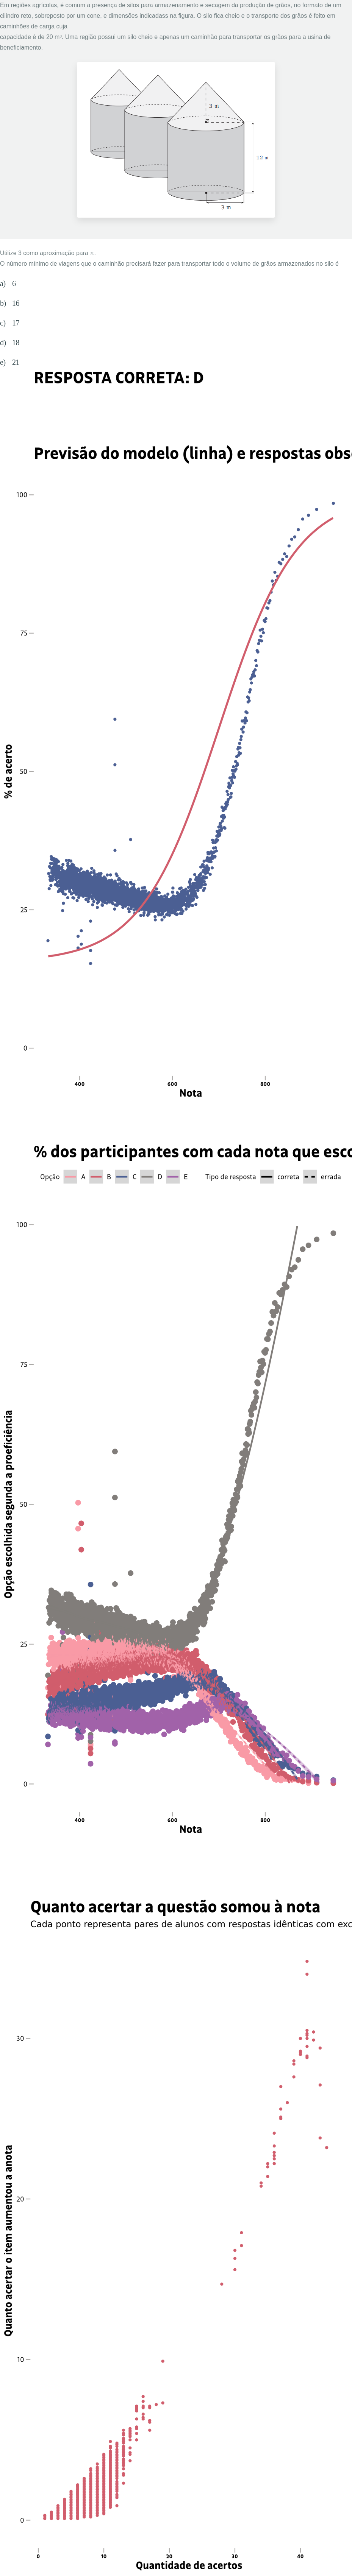 Em regiões agrícolas, é comum a presença de silos para armazenamento e secagem da produção de grãos, no formato de um
cilindro reto, sobreposto por um cone, e dimensões indicadass na figura. O silo fica cheio e o transporte dos grãos é feito em
caminhões de carga cuja
capacidade é de 20 m³. Uma região possui um silo cheio e apenas um caminhão para transportar os grãos para a usina de
beneficiamento.
3 m
12 m
3 m
Utilize 3 como aproximação para π.
O número mínimo de viagens que o caminhão precisará fazer para transportar todo o volume de grãos armazenados no silo é
a) 6
b) 16
c) 17
d) 18
e) 21
RESPOSTA CORRETA: D
Previsão do modelo (linha) e respostas obs
% de acerto
100
75
50
25
0
400 600 800
Nota
% dos participantes com cada nota que esco
Opção A B C D E Tipo de resposta correta errada
Opção escolhida segunda a proeficiência
100
75
50
25
0
400 600 800
Nota
Quanto acertar a questão somou à nota
Cada ponto representa pares de alunos com respostas idênticas com exc
Quanto acertar o item aumentou a anota
30
20
10
0
0 10 20 30 40
Quantidade de acertos